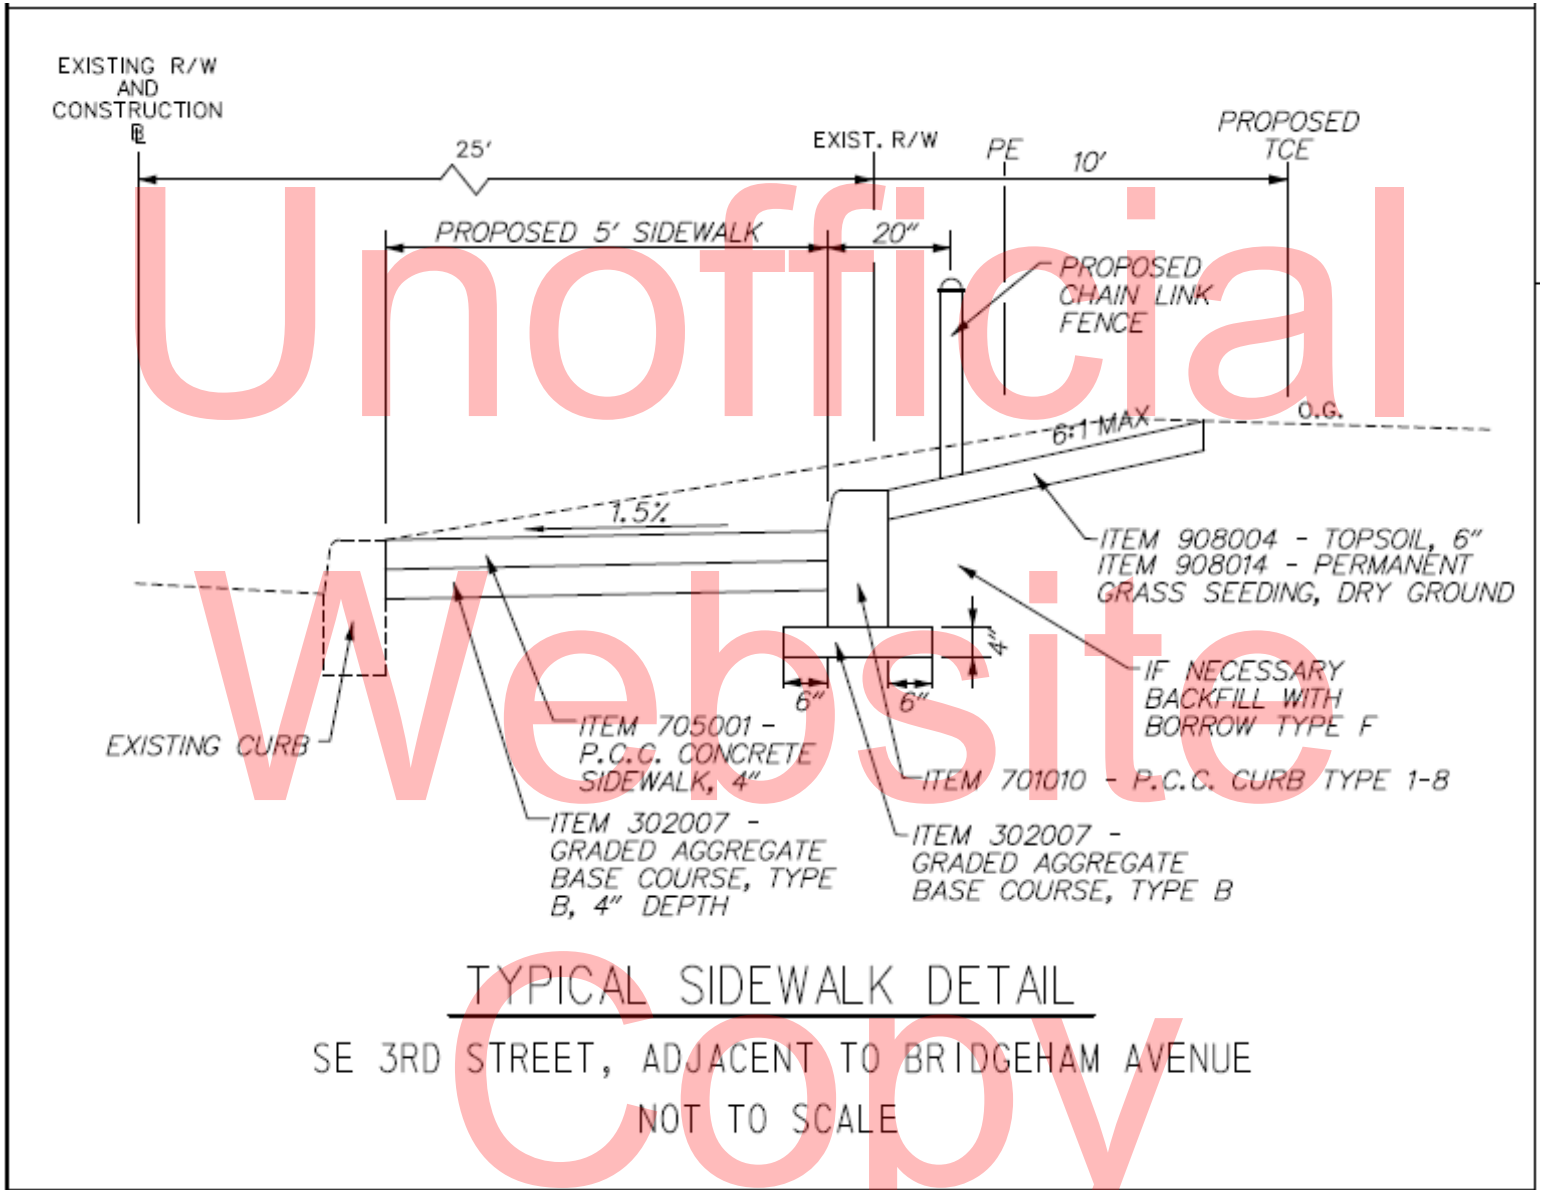 EXISTING R/W
AND
CONSTRUCTION
℄
25'
EXIST. R/W
PE
10'
PROPOSED
TCE
PROPOSED 5' SIDEWALK
20"
PROPOSED
CHAIN LINK
FENCE
6:1 MAX
O.G.
1.5%
ITEM 908004 - TOPSOIL, 6"
ITEM 908014 - PERMANENT
GRASS SEEDING, DRY GROUND
4"
6"
6"
IF NECESSARY
BACKFILL WITH
BORROW TYPE F
EXISTING CURB
ITEM 705001 -
P.C.C. CONCRETE
SIDEWALK, 4"
ITEM 701010 - P.C.C. CURB TYPE 1-8
ITEM 302007 -
GRADED AGGREGATE
BASE COURSE, TYPE
B, 4" DEPTH
ITEM 302007 -
GRADED AGGREGATE
BASE COURSE, TYPE B
TYPICAL SIDEWALK DETAIL
SE 3RD STREET, ADJACENT TO BRIDGEHAM AVENUE
NOT TO SCALE
Unofficial
Website
Copy